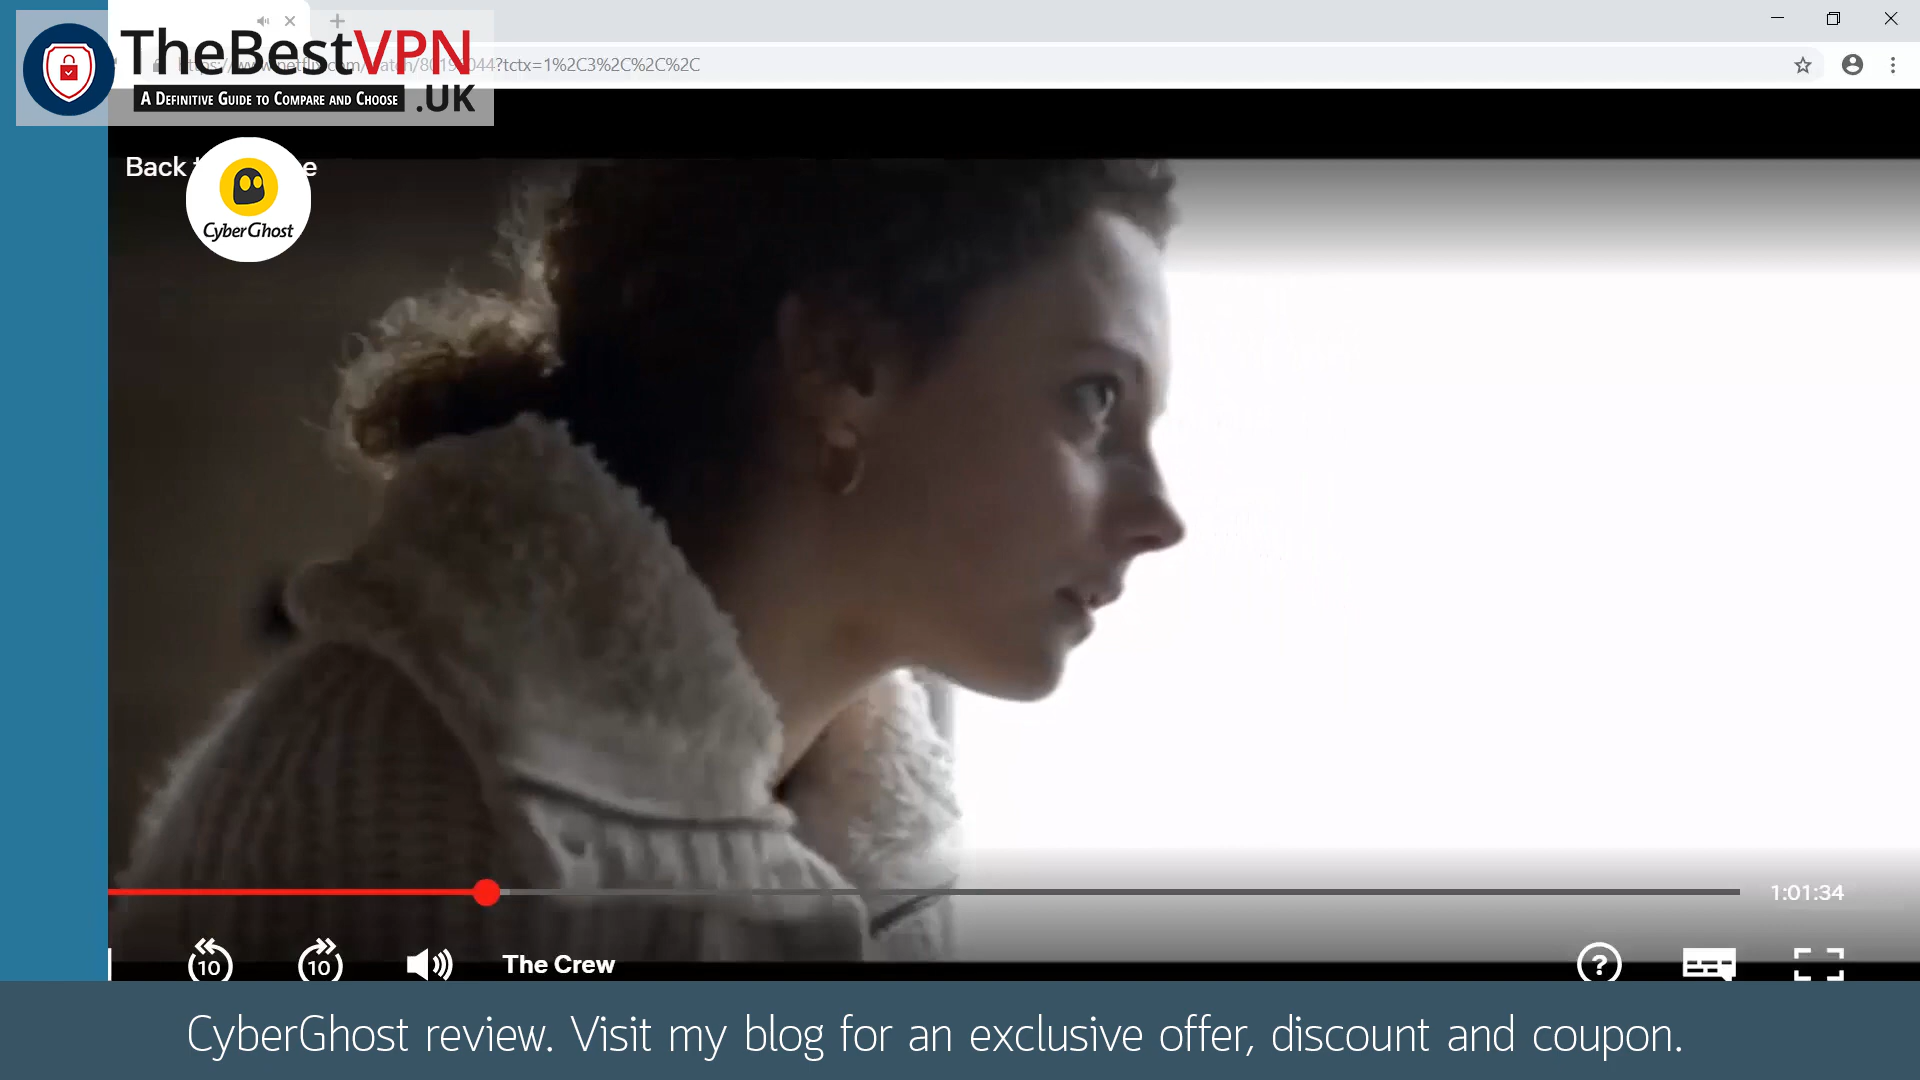 TheBestVPN
A Definitive Guide to Compare and Choose .UK
?tctx=1%2C3%2C%2C%2C
Back
CyberGhost
1:01:34
10
10
The Crew
?
CyberGhost review. Visit my blog for an exclusive offer, discount and coupon.